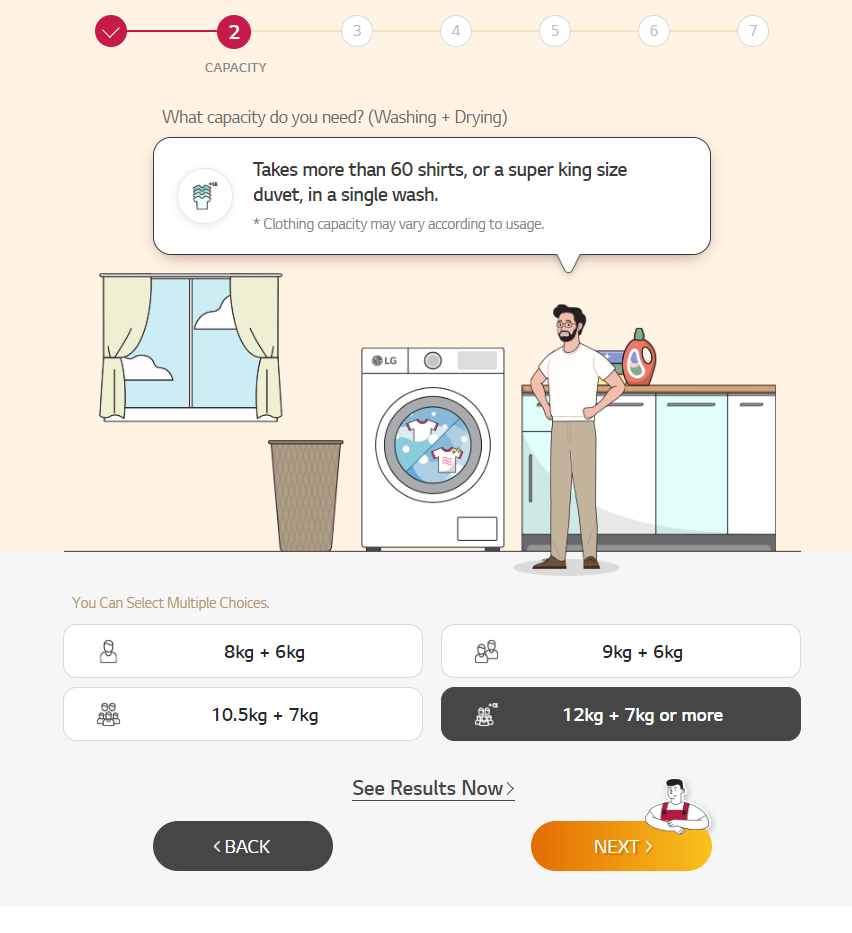 2
3
4
5
6
7
CAPACITY
What capacity do you need? (Washing + Drying)
Takes more than 60 shirts, or a super king size
duvet, in a single wash.
* Clothing capacity may vary according to usage.
LG
You Can Select Multiple Choices.
8kg + 6kg
9kg + 6kg
10.5kg + 7kg
12kg + 7kg or more
See Results Now >
< BACK
NEXT >